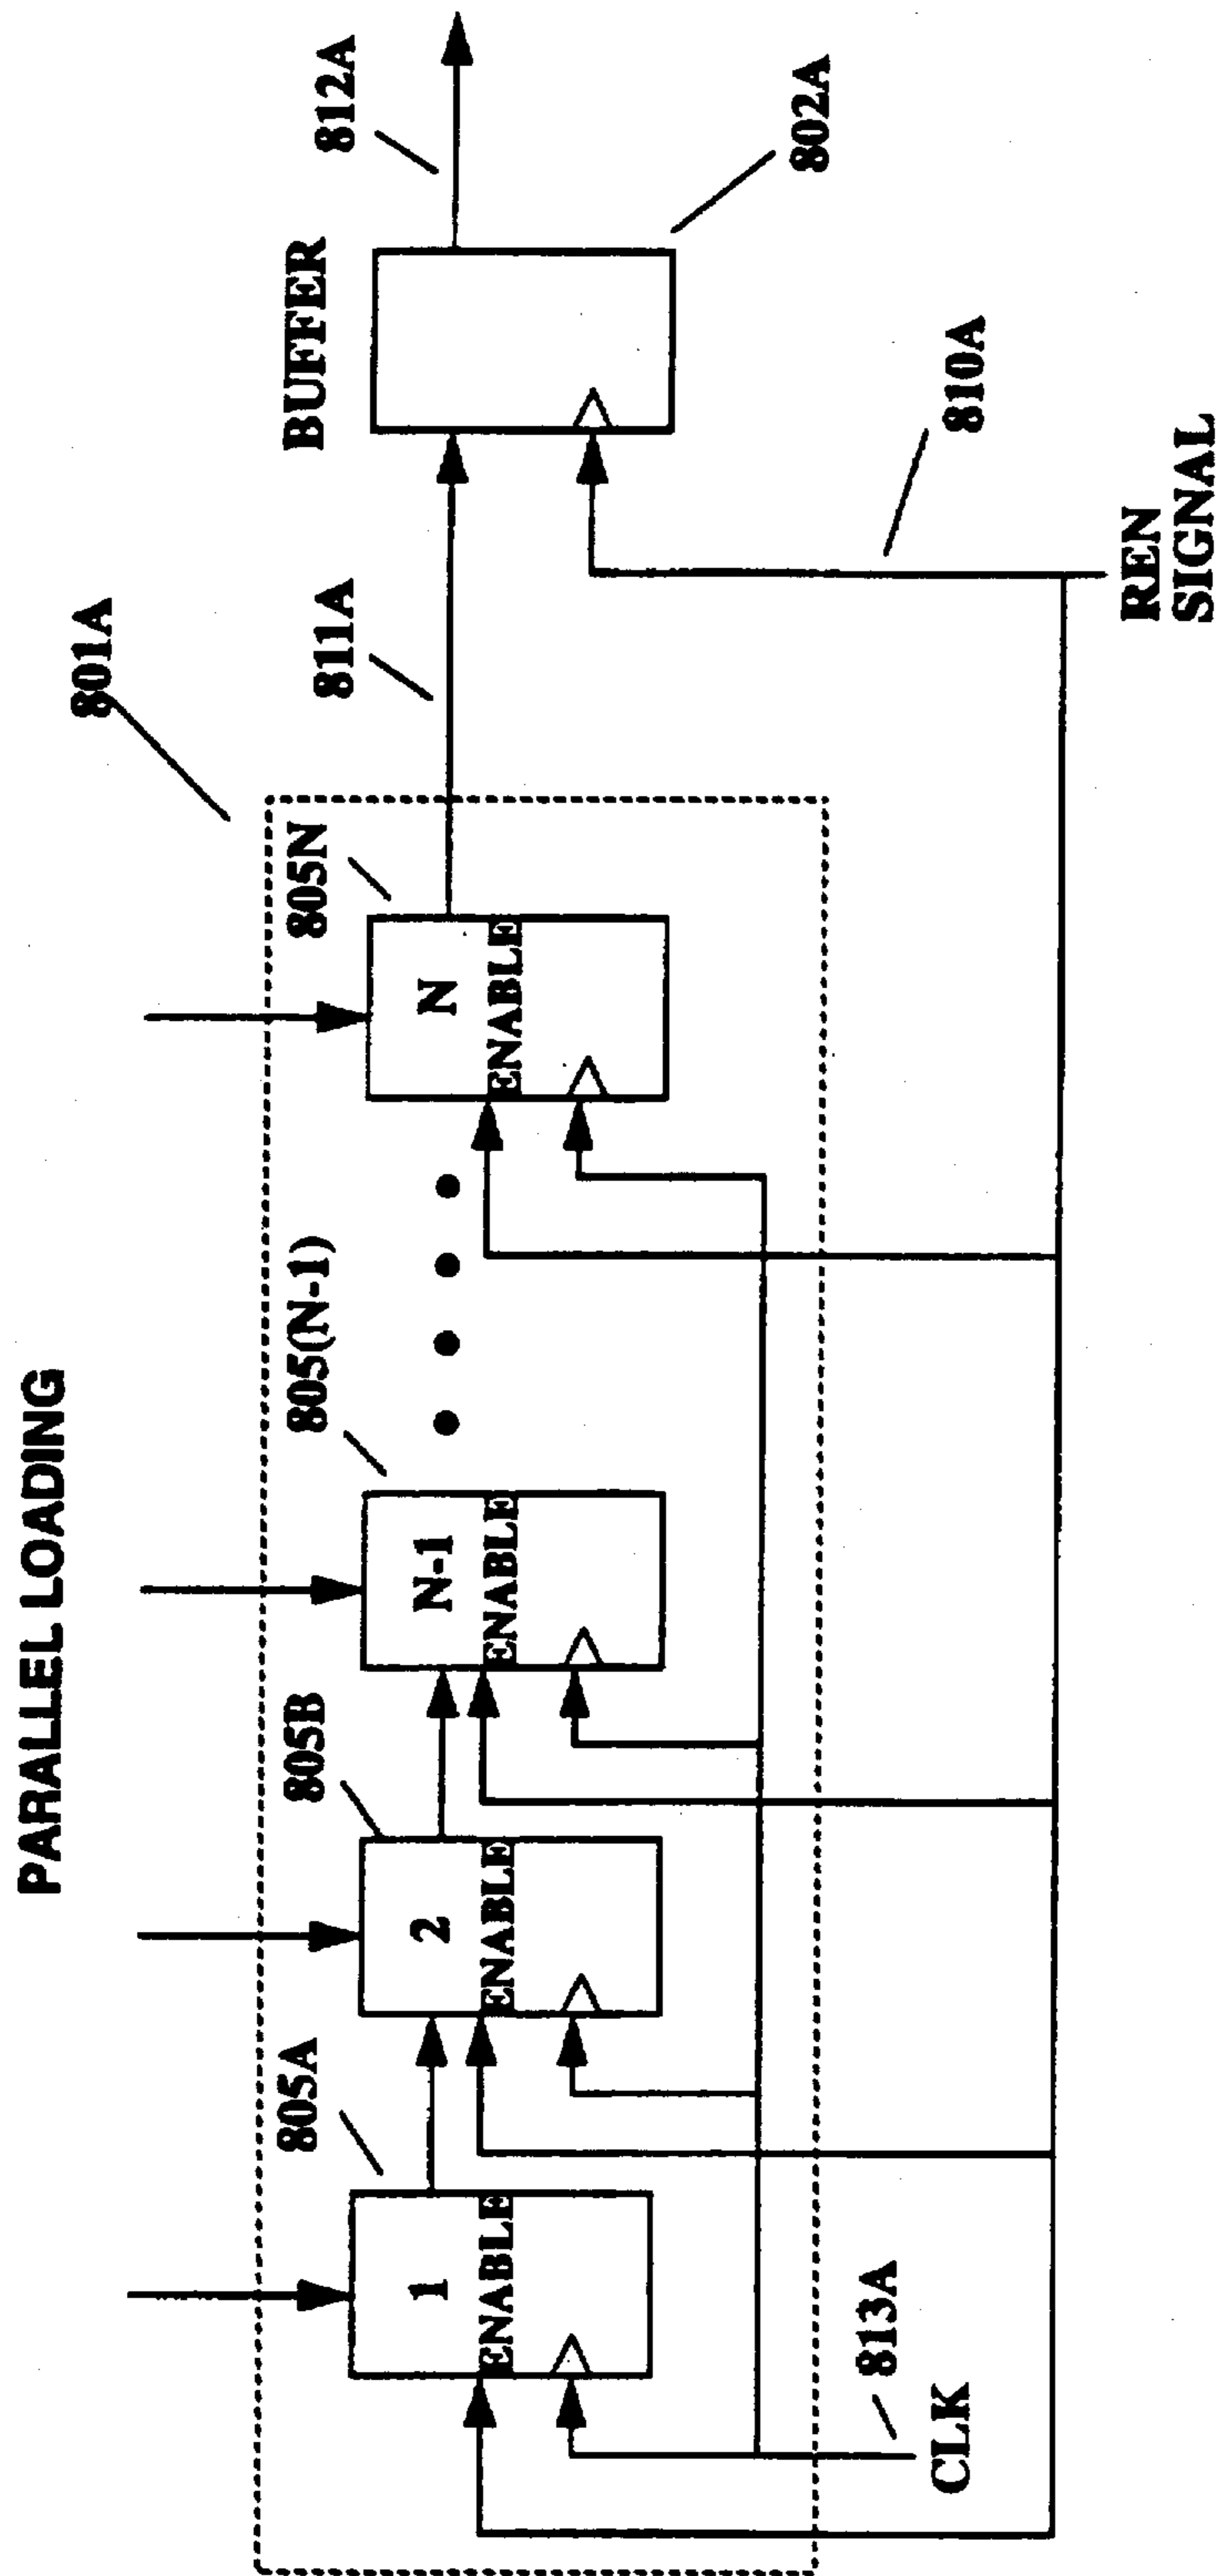 PARALLEL LOADING
801A
805A
805B
805(N-1)
805N
811A
BUFFER
812A
1
ENABLE
2
ENABLE
N-1
ENABLE
N
ENABLE
802A
CLK
813A
810A
REN
SIGNAL